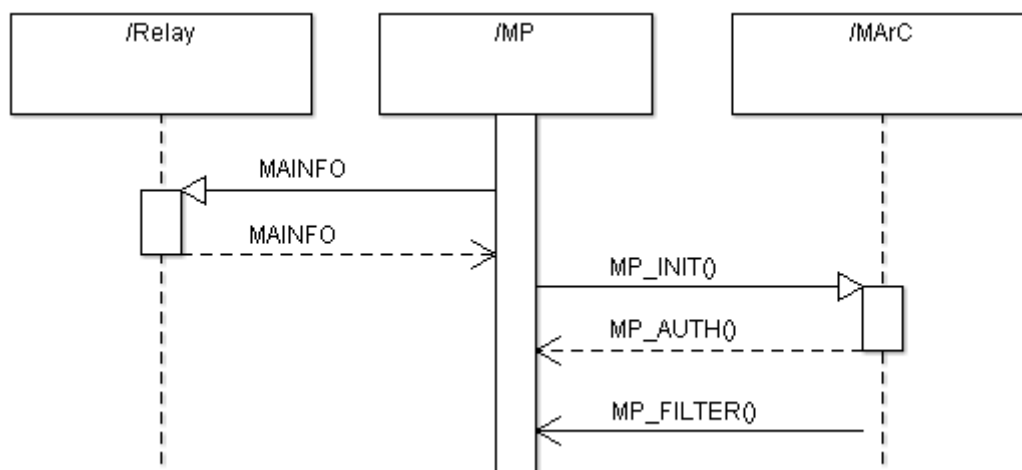 /Relay
/MP
/MArC
MAINFO
MAINFO
MP_INIT()
MP_AUTH()
MP_FILTER()